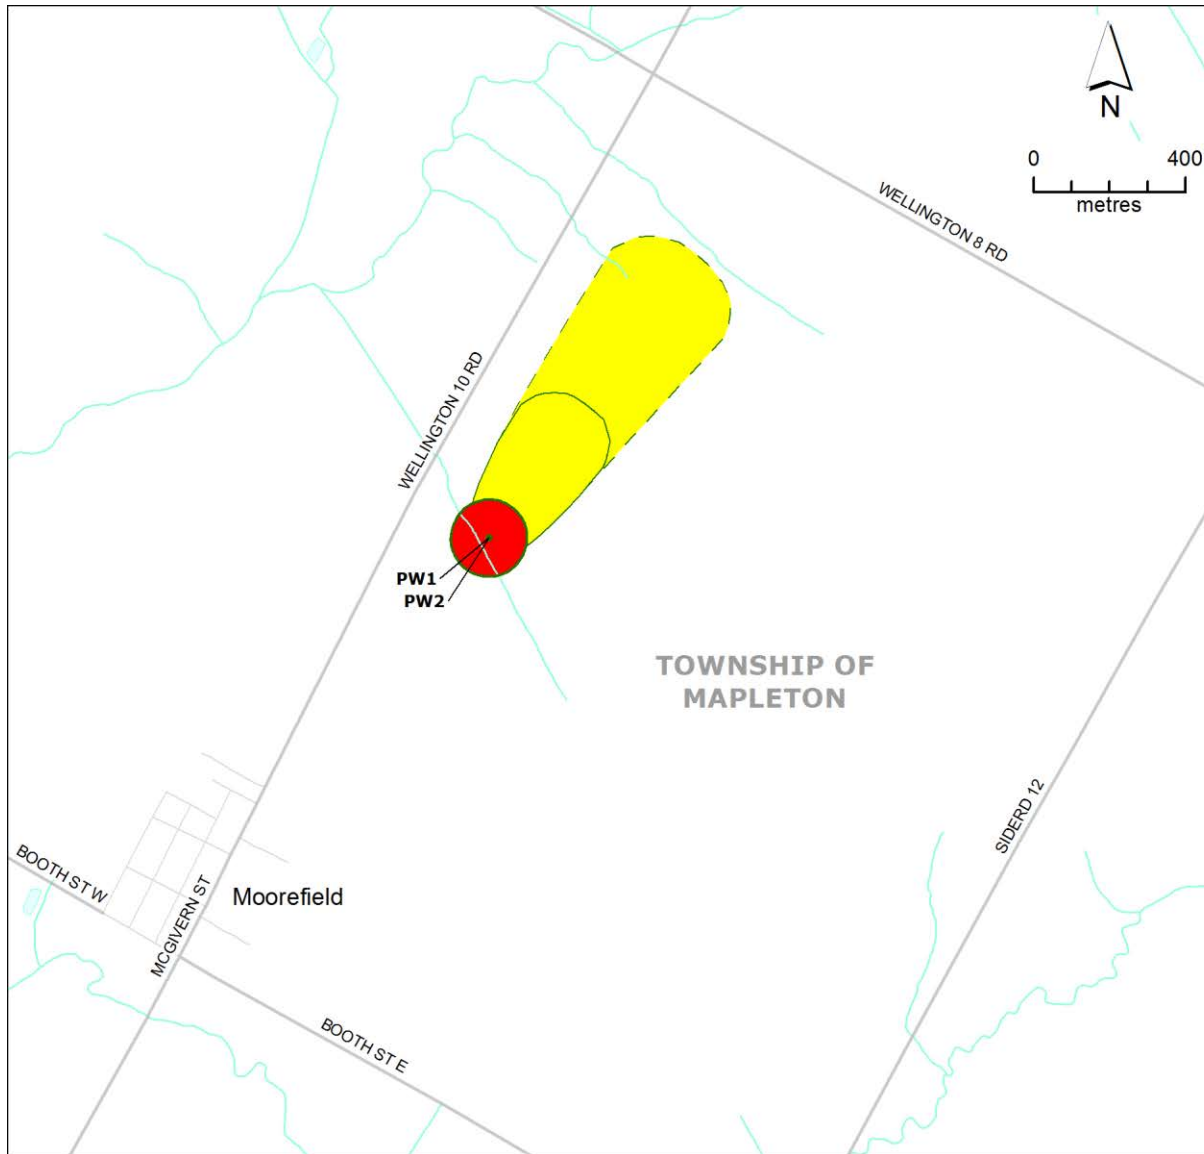 N
0 400
metres
WELLINGTON 8 RD
WELLINGTON 10 RD
PW1
PW2
TOWNSHIP OF
MAPLETON
SIDERD 12
BOOTH ST W
MCGIVERN ST
Moorefield
BOOTH ST E